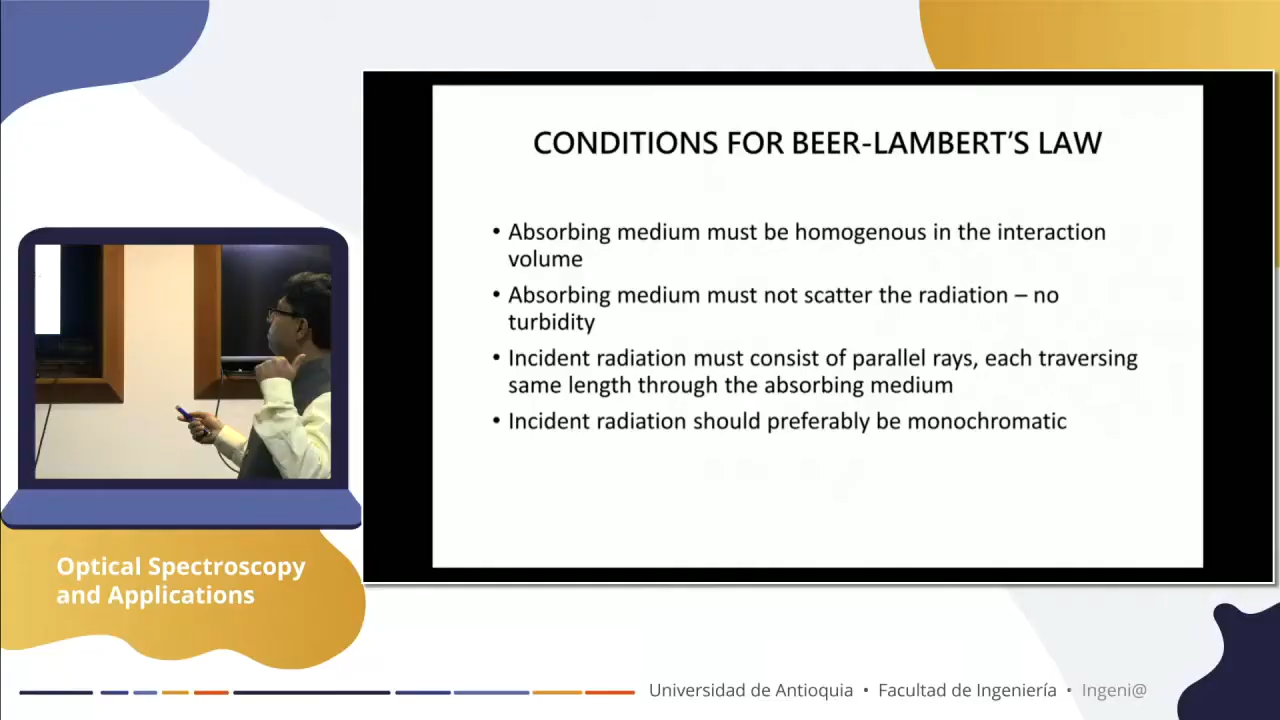 CONDITIONS FOR BEER-LAMBERT'S LAW
• Absorbing medium must be homogenous in the interaction
volume
• Absorbing medium must not scatter the radiation – no
turbidity
• Incident radiation must consist of parallel rays, each traversing
same length through the absorbing medium
• Incident radiation should preferably be monochromatic
Optical Spectroscopy
and Applications
Universidad de Antioquia • Facultad de Ingeniería • Ingeni@